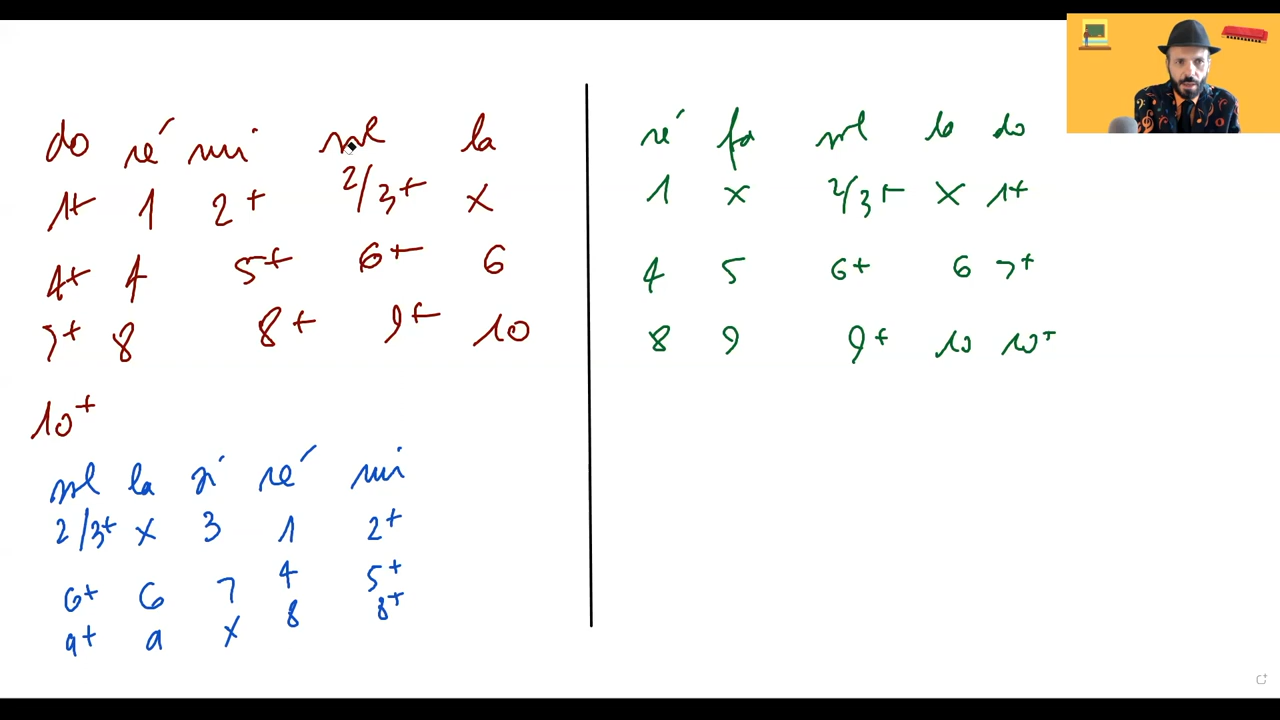 do ré mi sol la
1+ 1 2+ 2/3+ x
4+ 4 5+ 6+ 6
7+ 8 8+ 9+ 10
10+
sol la si ré mi
2/3+ x 3 1 2+
6+ 6 7 4 5+
9+ 9 x 8 8+
ré fa sol la do
1 x 2/3+ x 1+
4 5 6+ 6 7+
8 9 9+ 10 10+